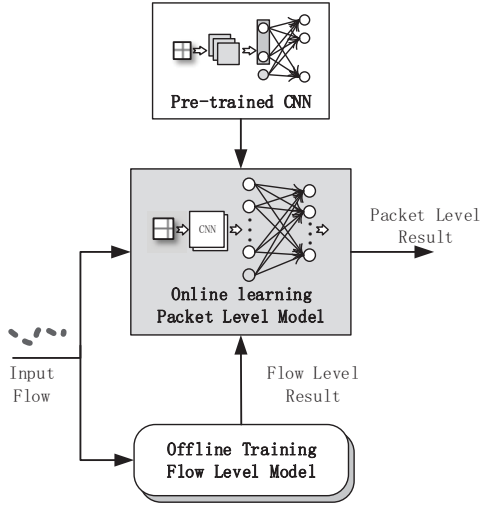 Pre-trained CNN
CNN
Online learning
Packet Level Model
Packet Level
Result
Input
Flow
Flow Level
Result
Offline Training
Flow Level Model